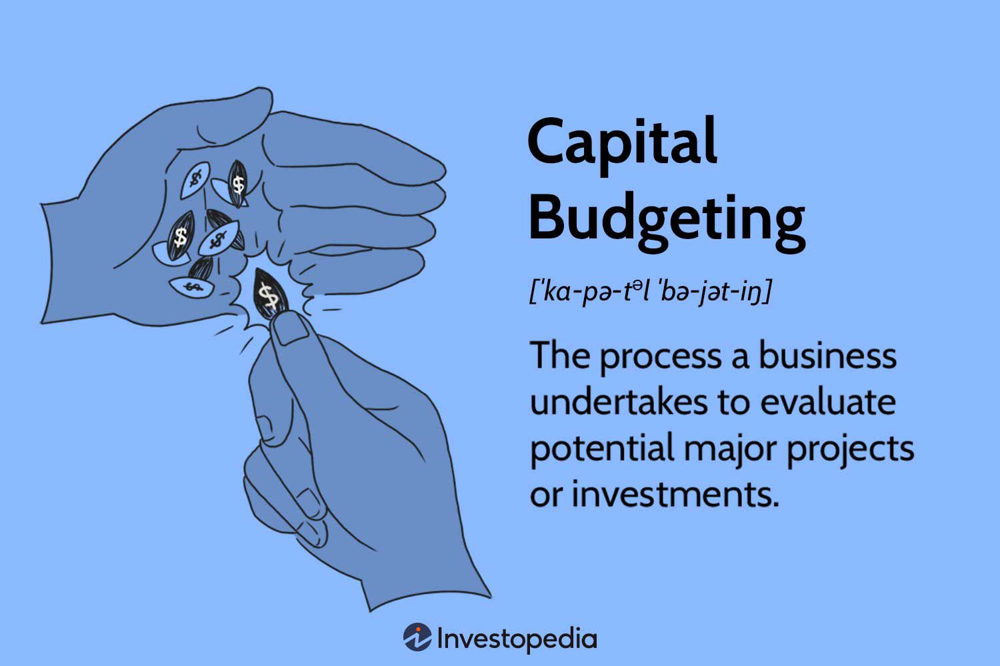 Capital
Budgeting
[ˈkɑ-pə-tᵊl ˈbə-jət-iŋ]
The process a business
undertakes to evaluate
potential major projects
or investments.
$
$
$
$
$
$
Investopedia